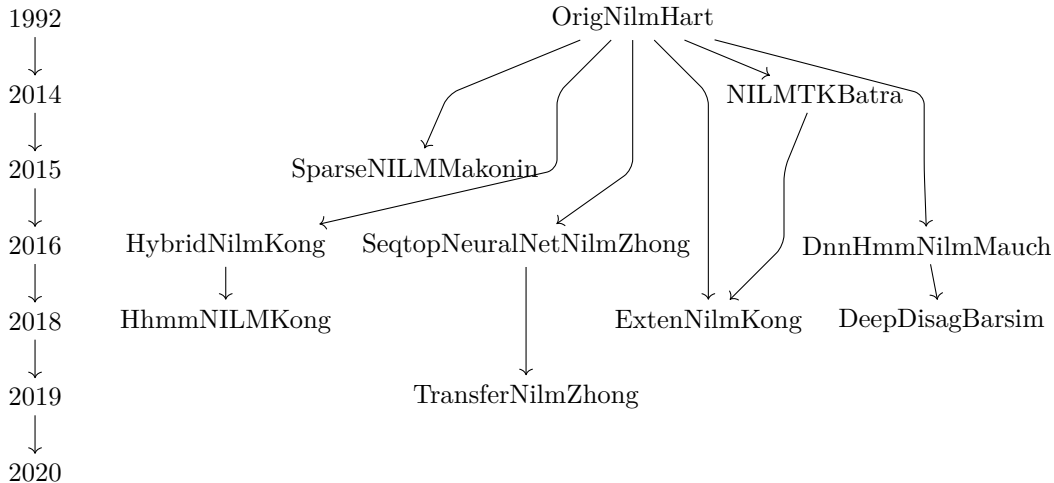 1992 OrigNilmHart
2014 NILMTKBatra
2015 SparseNILMMakonin
2016 HybridNilmKong SeqtopNeuralNetNilmZhong DnnHmmNilmMauch
2018 HhmmNILMKong ExtenNilmKong DeepDisagBarsim
2019 TransferNilmZhong
2020